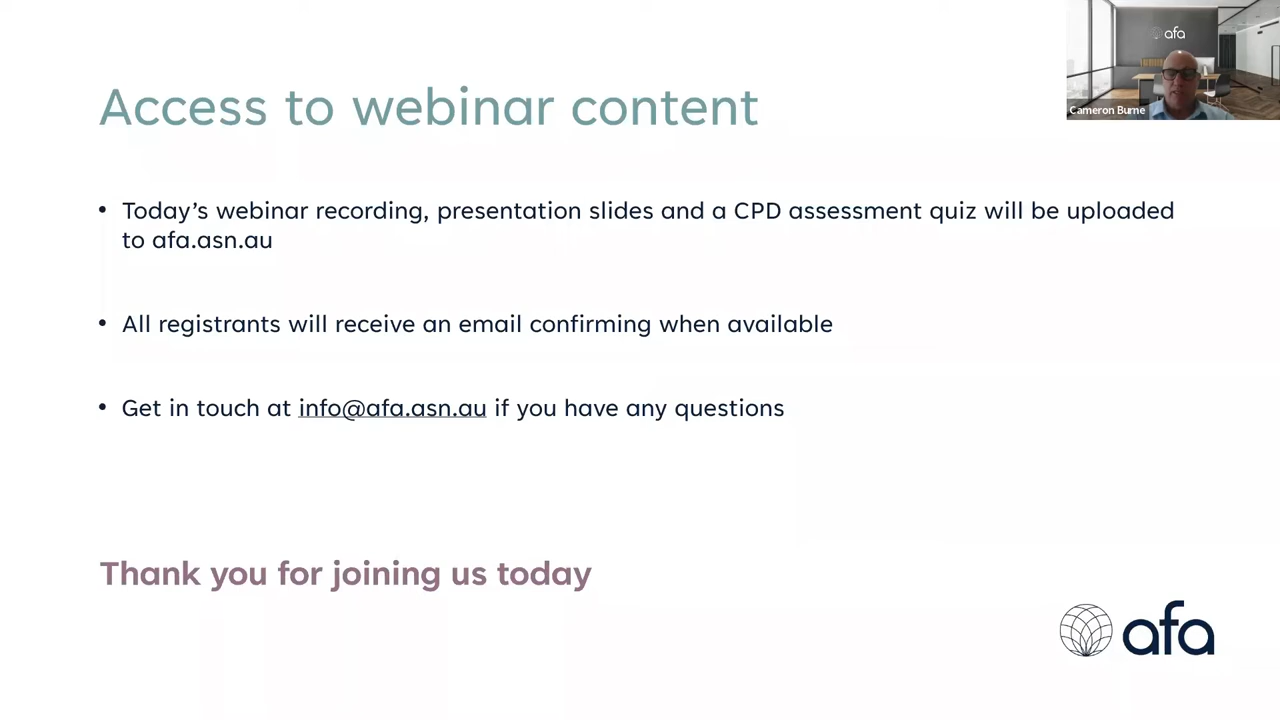 afa
Cameron Burne
Access to webinar content
• Today’s webinar recording, presentation slides and a CPD assessment quiz will be uploaded
to afa.asn.au
• All registrants will receive an email confirming when available
• Get in touch at info@afa.asn.au if you have any questions
Thank you for joining us today
afa